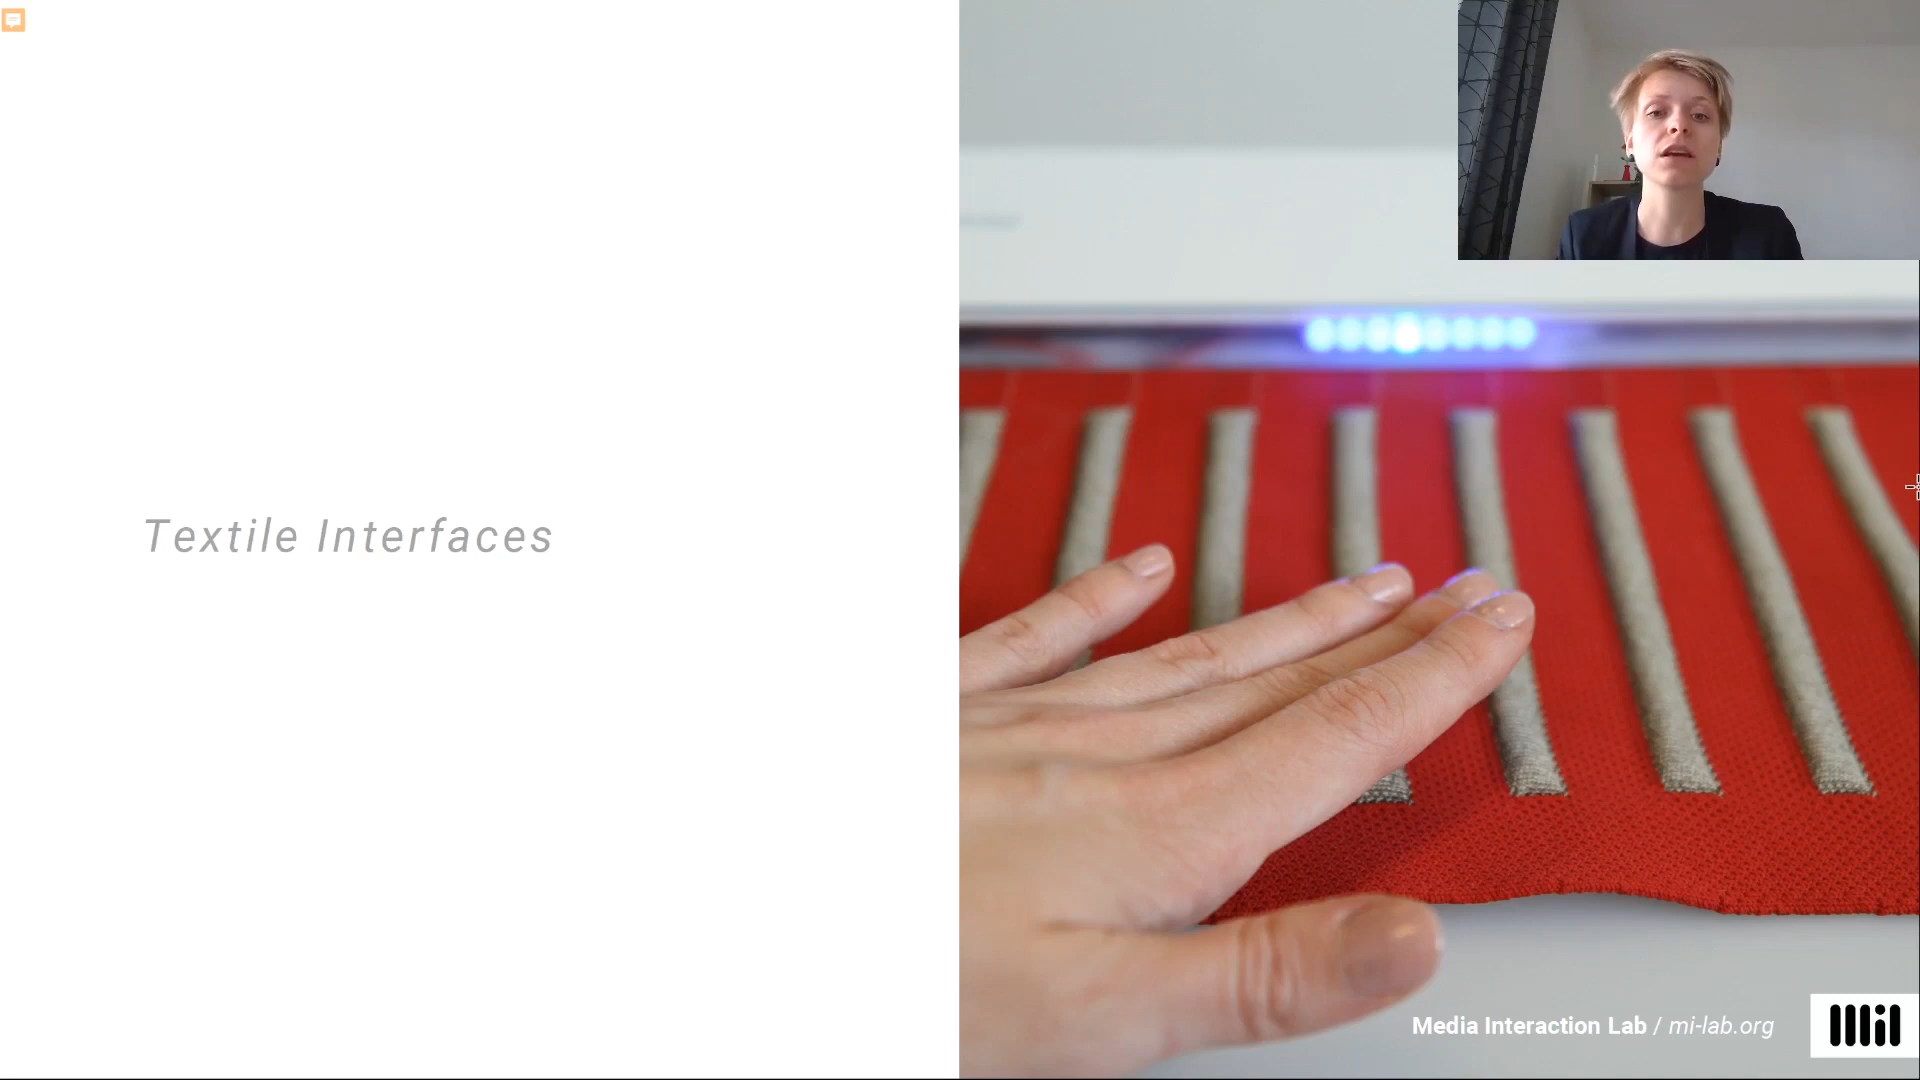 Textile Interfaces
Media Interaction Lab / mi-lab.org